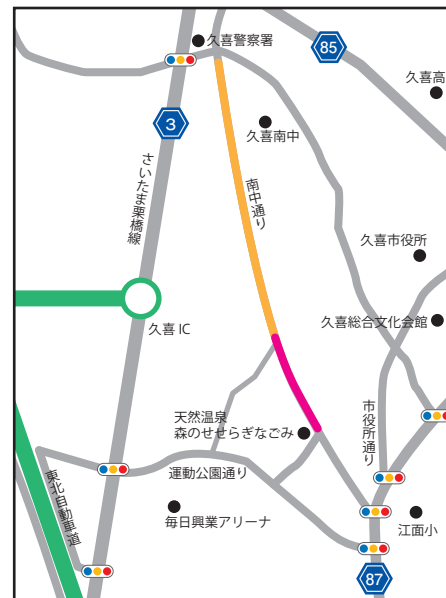 久喜警察署
85
久喜高
3
久喜南中
さいたま栗橋線
南中通り
久喜市役所
久喜IC
久喜総合文化会館
天然温泉
森のせせらぎなごみ
市役所通り
運動公園通り
東北自動車道
毎日興業アリーナ
江面小
87